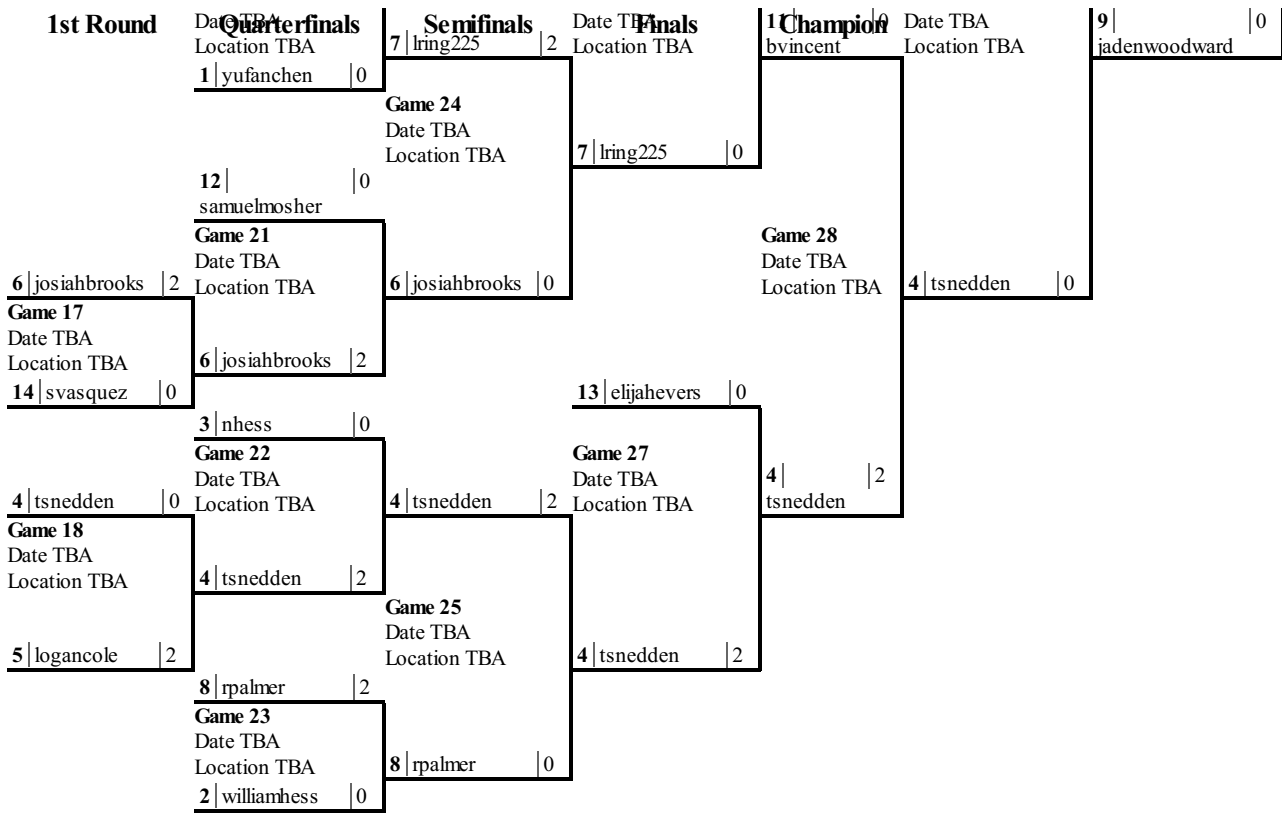 1st Round
Quarterfinals
Semifinals
Finals
Champion
Date TBA
Location TBA
1 yufanchen 0
12 0
samuelmosher
Game 21
Date TBA
Location TBA
6 josiahbrooks 2
Game 17
Date TBA
Location TBA
14 svasquez 0
6 josiahbrooks 2
3 nhess 0
Game 22
Date TBA
Location TBA
4 tsnedden 0
Game 18
Date TBA
Location TBA
5 logancole 2
4 tsnedden 2
8 rpalmer 2
Game 23
Date TBA
Location TBA
2 williamhess 0
7 lring225 2
Game 24
Date TBA
Location TBA
6 josiahbrooks 0
4 tsnedden 2
Game 25
Date TBA
Location TBA
8 rpalmer 0
Date TBA
Location TBA
7 lring225 0
13 elijahevers 0
Game 27
Date TBA
Location TBA
4 tsnedden 2
11 0
bvincent
Game 28
Date TBA
Location TBA
4 2
tsnedden
Date TBA
Location TBA
4 tsnedden 0
9 0
jadenwoodward